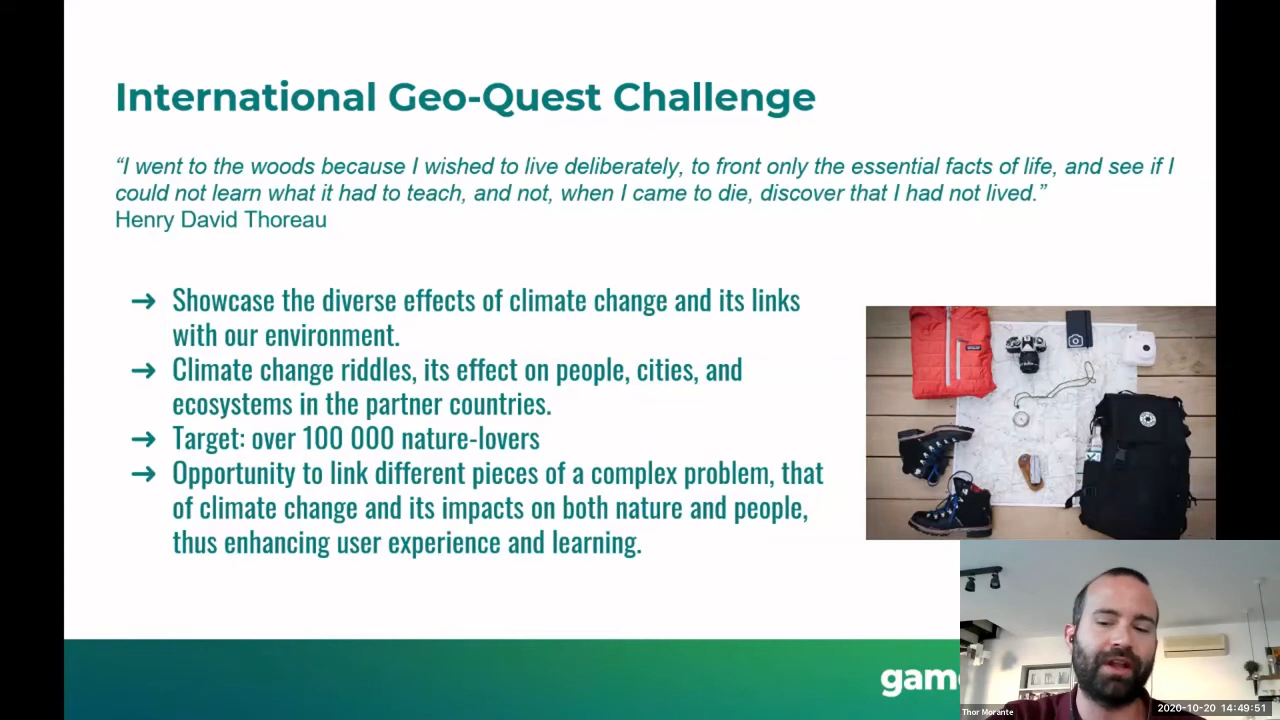 International Geo-Quest Challenge
“I went to the woods because I wished to live deliberately, to front only the essential facts of life, and see if I
could not learn what it had to teach, and not, when I came to die, discover that I had not lived.”
Henry David Thoreau
➔ Showcase the diverse effects of climate change and its links
with our environment.
➔ Climate change riddles, its effect on people, cities, and
ecosystems in the partner countries.
➔ Target: over 100 000 nature-lovers
➔ Opportunity to link different pieces of a complex problem, that
of climate change and its impacts on both nature and people,
thus enhancing user experience and learning.
game
Thor Morante
2020-10-20 14:49:51